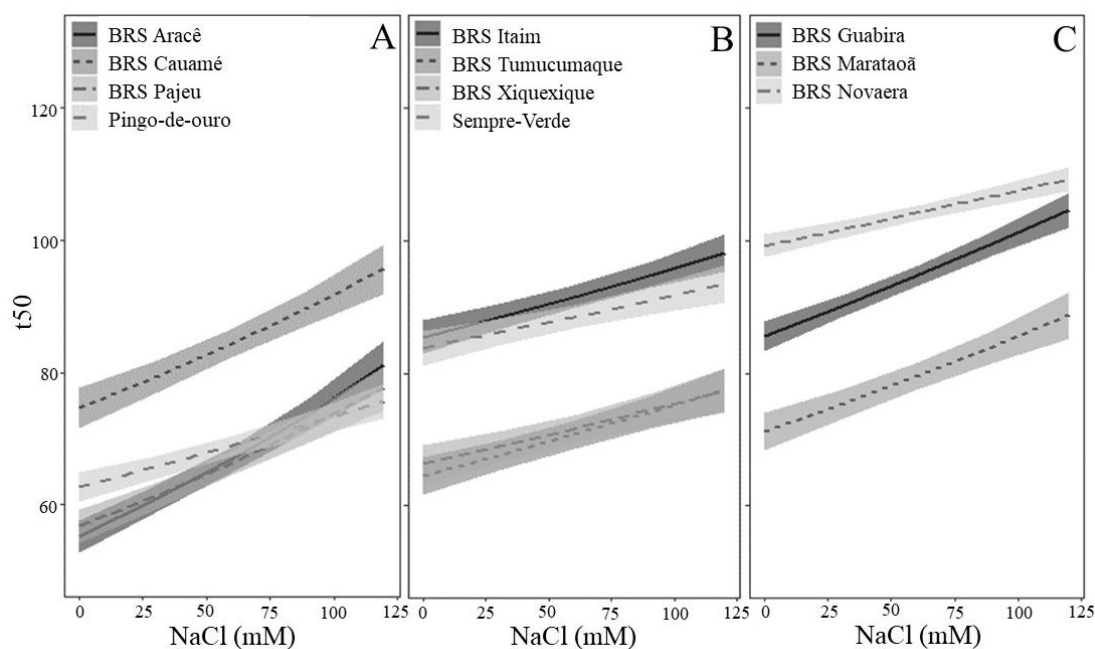 BRS Aracê
BRS Cauamé
BRS Pajeu
Pingo-de-ouro
A
BRS Itaim
BRS Tumucumaque
BRS Xiquexique
Sempre-Verde
B
BRS Guabira
BRS Marataoã
BRS Novaera
C
t50
120
100
80
60
0 25 50 75 100 125
0 25 50 75 100 125
0 25 50 75 100 125
NaCl (mM)
NaCl (mM)
NaCl (mM)